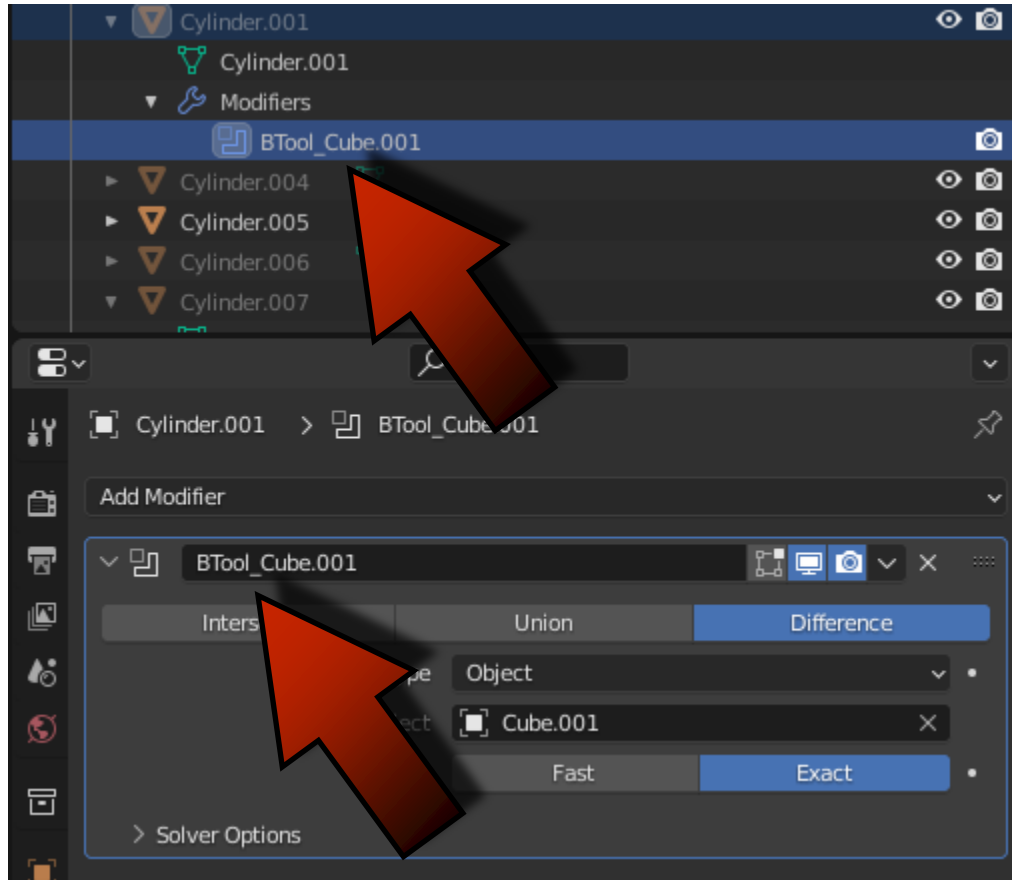 Cylinder.001
Cylinder.001
Modifiers
BTool_Cube.001
Cylinder.004
Cylinder.005
Cylinder.006
Cylinder.007
Cylinder.001 > BTool_Cube.001
Add Modifier
BTool_Cube.001
Union Difference
Object
Cube.001
Fast Exact
Solver Options